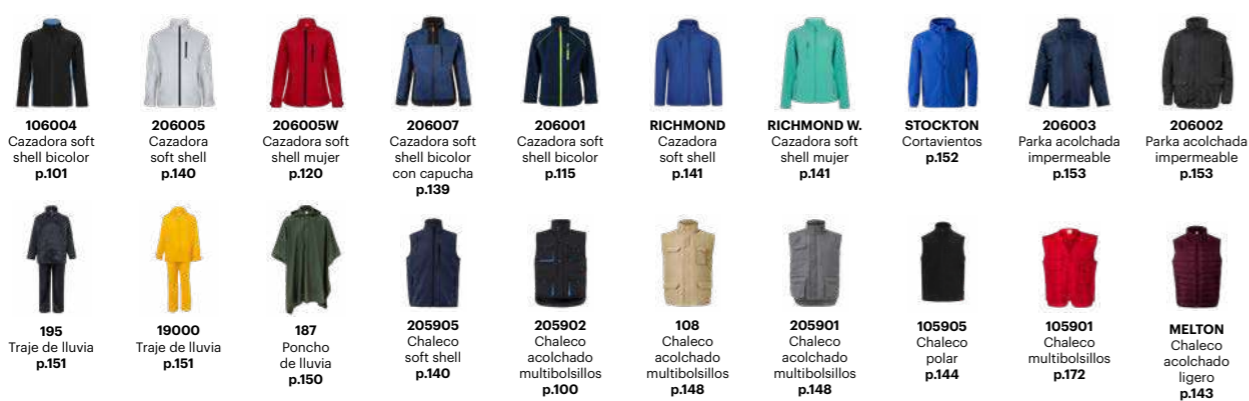 106004
Cazadora soft
shell bicolor
p.101
206005
Cazadora
soft shell
p.140
206005W
Cazadora soft
shell mujer
p.120
206007
Cazadora soft
shell bicolor
con capucha
p.139
206001
Cazadora soft
shell bicolor
p.115
RICHMOND
Cazadora
soft shell
p.141
RICHMOND W.
Cazadora soft
shell mujer
p.141
STOCKTON
Cortavientos
p.152
206003
Parka acolchada
impermeable
p.153
206002
Parka acolchada
impermeable
p.153
195
Traje de lluvia
p.151
19000
Traje de lluvia
p.151
187
Poncho
de lluvia
p.150
205905
Chaleco
soft shell
p.140
205902
Chaleco
acolchado
multibolsillos
p.100
108
Chaleco
acolchado
multibolsillos
p.148
205901
Chaleco
acolchado
multibolsillos
p.148
105905
Chaleco
polar
p.144
105901
Chaleco
multibolsillos
p.172
MELTON
Chaleco
acolchado
ligero
p.143